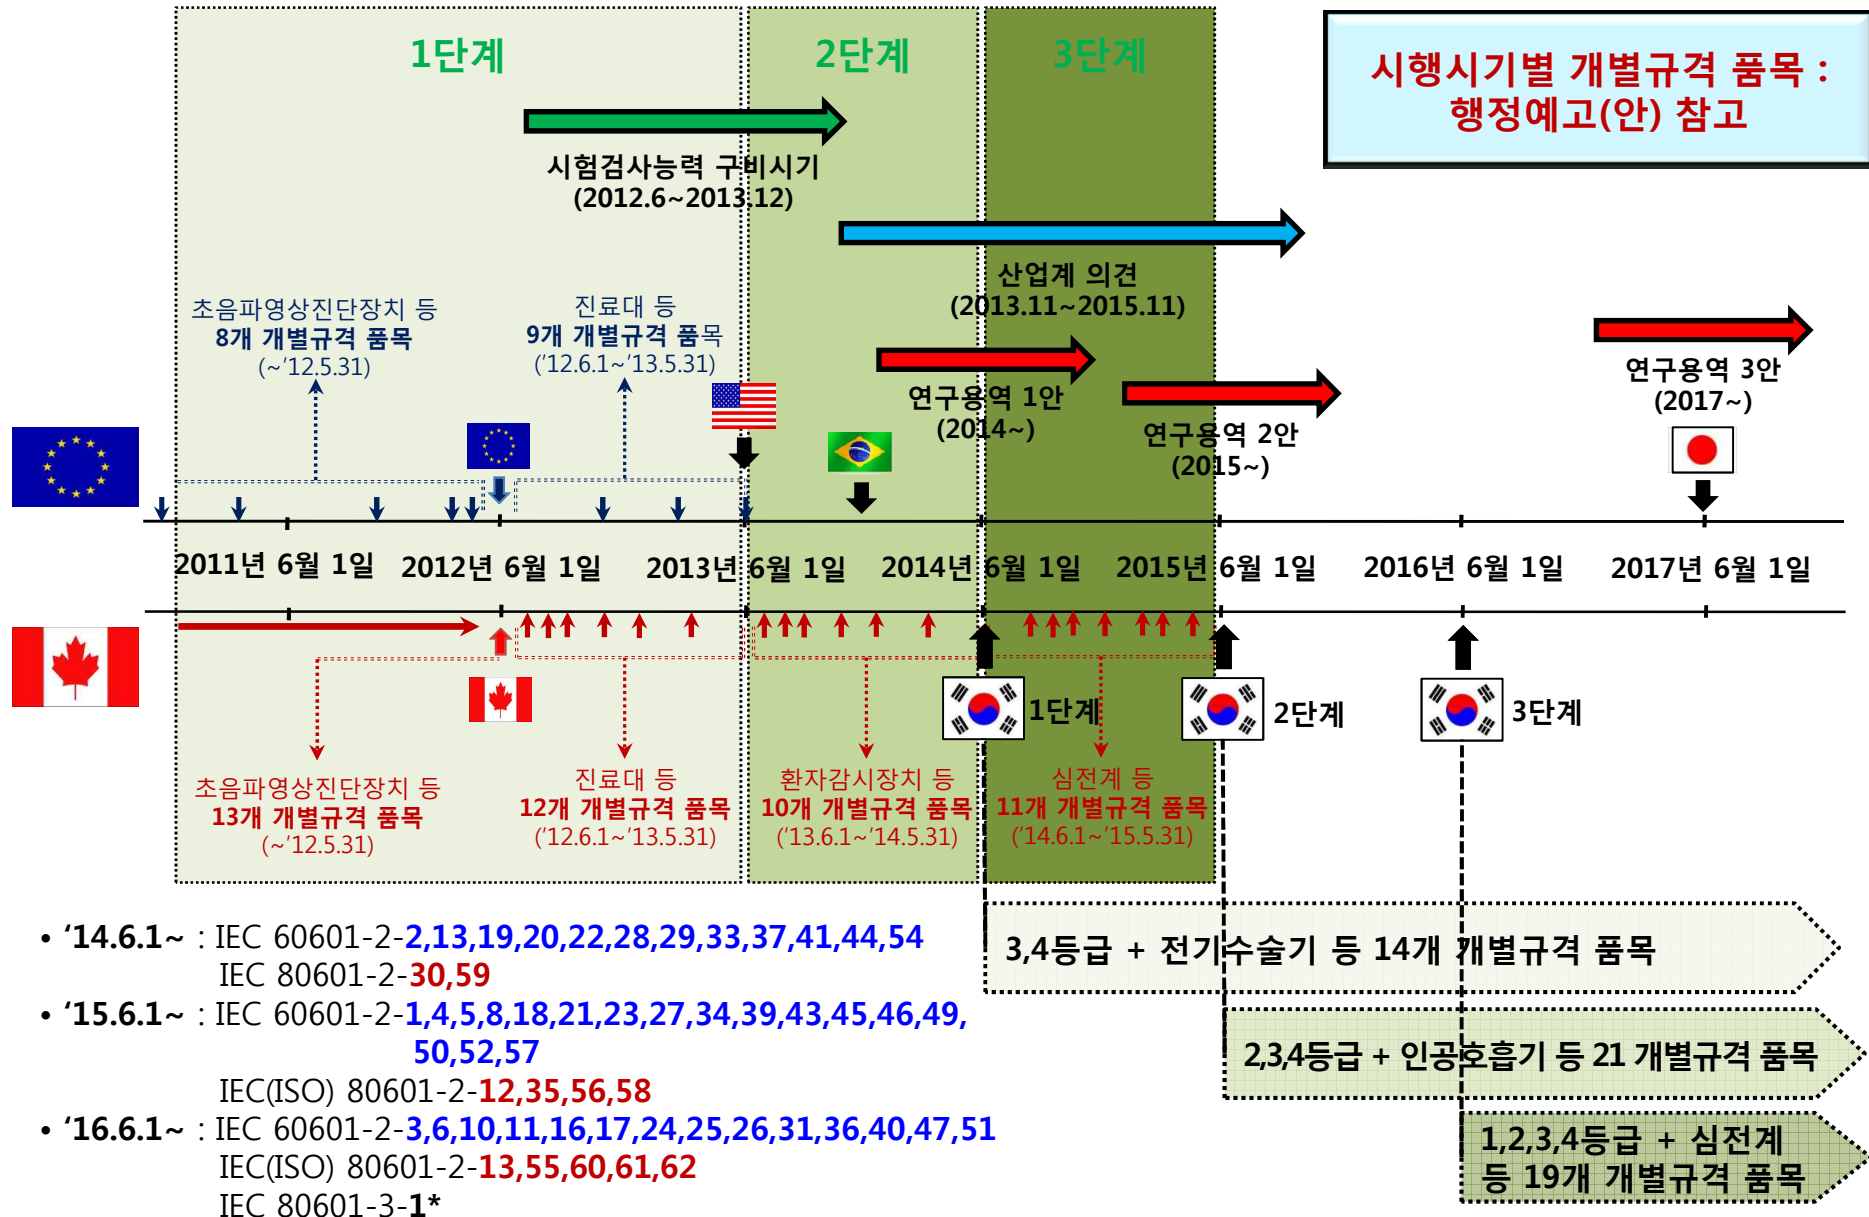 1단계
2단계
3단계
시행시기별 개별규격 품목 :
행정예고(안) 참고
시험검사능력 구비시기
(2012.6~2013.12)
산업계 의견
(2013.11~2015.11)
초음파영상진단장치 등
8개 개별규격 품목
(~'12.5.31)
진료대 등
9개 개별규격 품목
('12.6.1~'13.5.31)
연구용역 1안
(2014~)
연구용역 2안
(2015~)
연구용역 3안
(2017~)
2011년 6월 1일
2012년 6월 1일
2013년 6월 1일
2014년 6월 1일
2015년 6월 1일
2016년 6월 1일
2017년 6월 1일
1단계
2단계
3단계
초음파영상진단장치 등
13개 개별규격 품목
(~'12.5.31)
진료대 등
12개 개별규격 품목
('12.6.1~'13.5.31)
환자감시장치 등
10개 개별규격 품목
('13.6.1~'14.5.31)
심전계 등
11개 개별규격 품목
('14.6.1~'15.5.31)
• '14.6.1~ : IEC 60601-2-2,13,19,20,22,28,29,33,37,41,44,54
IEC 80601-2-30,59
• '15.6.1~ : IEC 60601-2-1,4,5,8,18,21,23,27,34,39,43,45,46,49,
50,52,57
IEC(ISO) 80601-2-12,35,56,58
• '16.6.1~ : IEC 60601-2-3,6,10,11,16,17,24,25,26,31,36,40,47,51
IEC(ISO) 80601-2-13,55,60,61,62
IEC 80601-3-1*
3,4등급 + 전기수술기 등 14개 개별규격 품목
2,3,4등급 + 인공호흡기 등 21 개별규격 품목
1,2,3,4등급 + 심전계
등 19개 개별규격 품목